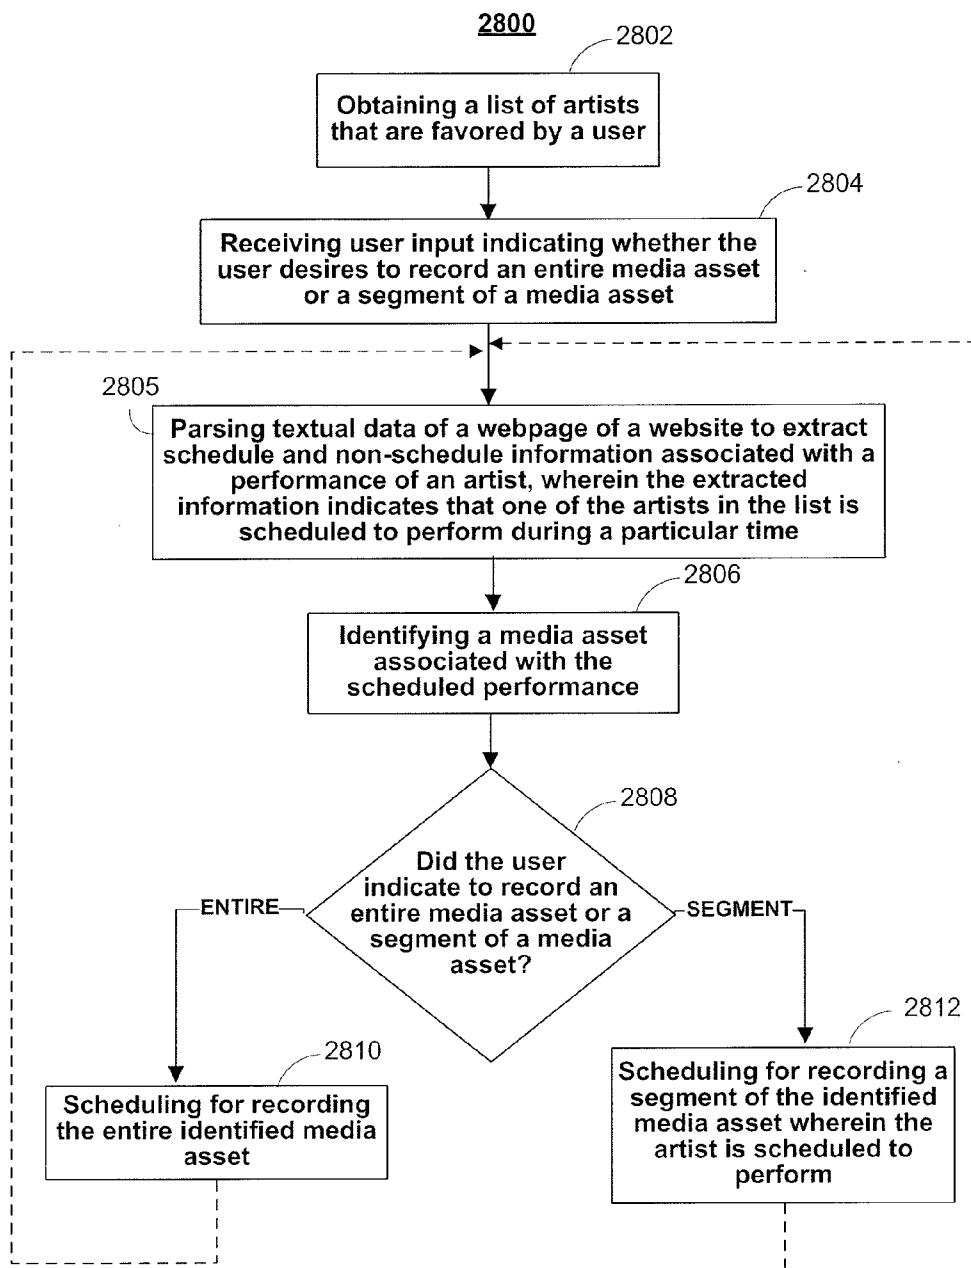 2800
2802
Obtaining a list of artists
that are favored by a user
2804
Receiving user input indicating whether the
user desires to record an entire media asset
or a segment of a media asset
2805
Parsing textual data of a webpage of a website to extract
schedule and non-schedule information associated with a
performance of an artist, wherein the extracted
information indicates that one of the artists in the list is
scheduled to perform during a particular time
2806
Identifying a media asset
associated with the
scheduled performance
2808
Did the user
indicate to record an
entire media asset or a
segment of a media
asset?
ENTIRE
SEGMENT
2810
Scheduling for recording
the entire identified media
asset
2812
Scheduling for recording a
segment of the identified
media asset wherein the
artist is scheduled to
perform